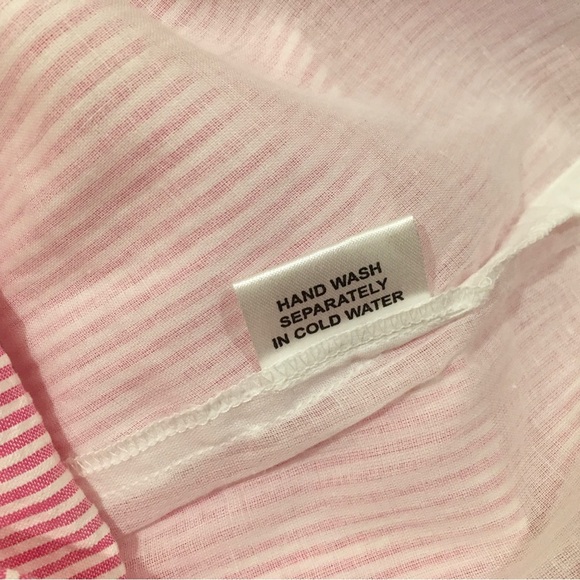 HAND WASH
SEPARATELY
IN COLD WATER